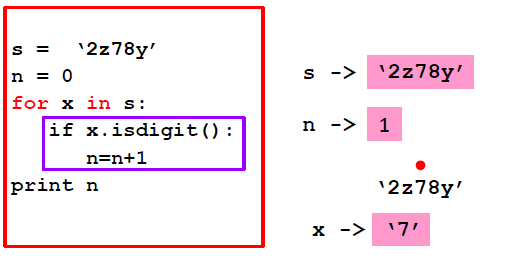 s =  ‘2z78y’
n = 0
for x in s:
   if x.isdigit():
      n=n+1
print n
s -> ‘2z78y’
n -> 1
‘2z78y’
x -> ‘7’